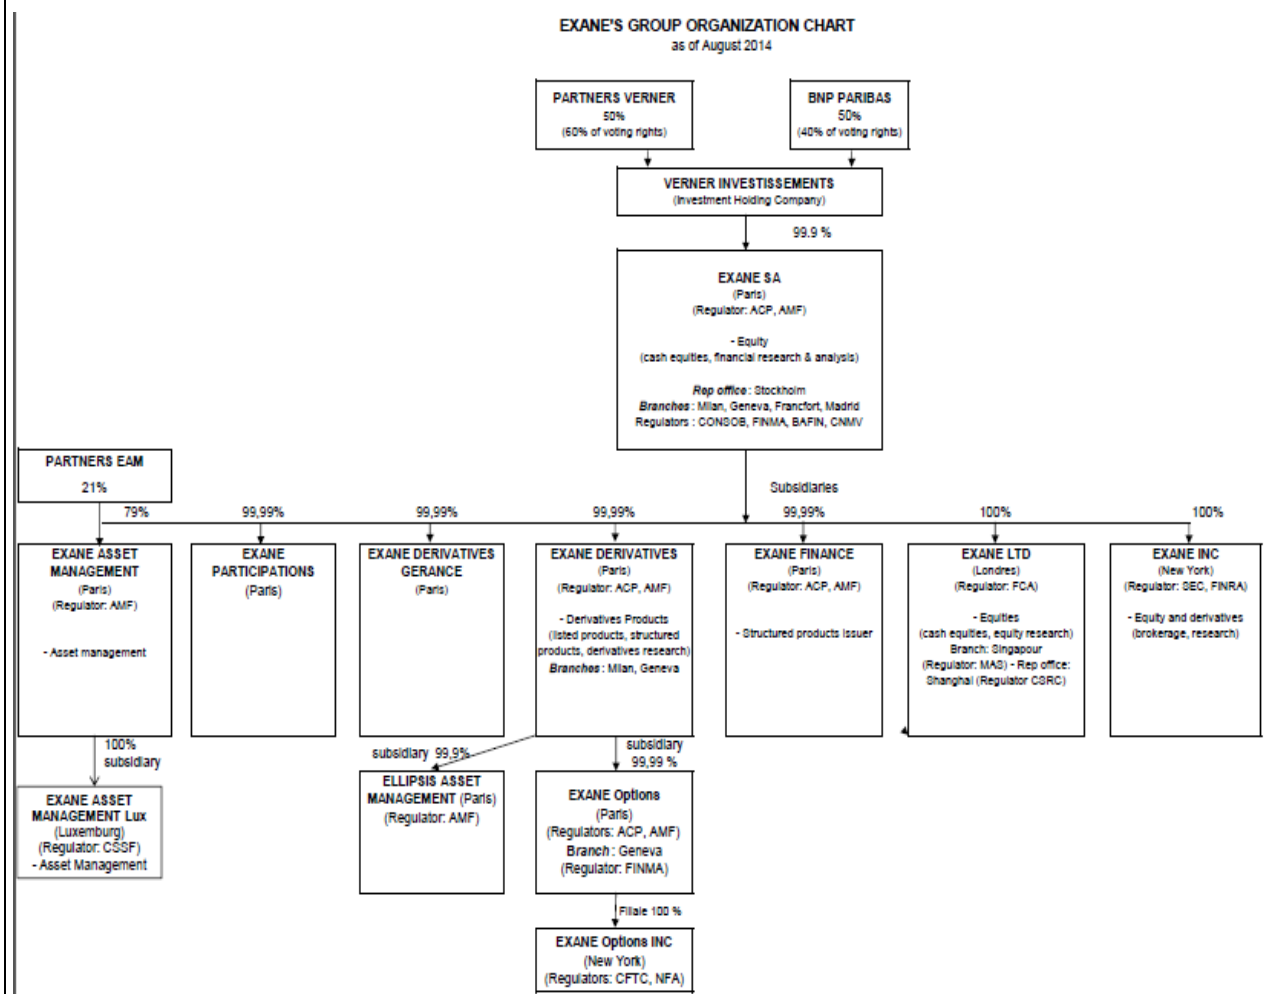 EXANE'S GROUP ORGANIZATION CHART
as of August 2014
PARTNERS VERNER
50%
(60% of voting rights)
BNP PARIBAS
50%
(40% of voting rights)
VERNER INVESTISSEMENTS
(Investment Holding Company)
99.9 %
EXANE SA
(Paris)
(Regulator: ACP, AMF)
- Equity
(cash equities, financial research & analysis)
Rep office : Stockholm
Branches : Milan, Geneva, Francfort, Madrid
Regulators : CONSOB, FINMA, BAFIN, CNMV
PARTNERS EAM
21%
Subsidiaries
79%
99,99%
99,99%
99,99%
99,99%
100%
100%
EXANE ASSET
MANAGEMENT
(Paris)
(Regulator: AMF)
- Asset management
EXANE
PARTICIPATIONS
(Paris)
EXANE DERIVATIVES
GERANCE
(Paris)
EXANE DERIVATIVES
(Paris)
(Regulator: ACP, AMF)
- Derivatives Products
(listed products, structured
products, derivatives research)
Branches : Milan, Geneva
EXANE FINANCE
(Paris)
(Regulator: ACP, AMF)
- Structured products issuer
EXANE LTD
(Londres)
(Regulator: FCA)
- Equities
(cash equities, equity research)
Branch: Singapour
(Regulator: MAS) - Rep office:
Shanghai (Regulator CSRC)
EXANE INC
(New York)
(Regulator: SEC, FINRA)
- Equity and derivatives
(brokerage, research)
100%
subsidiary
subsidiary 99,9%
subsidiary
99,99 %
EXANE ASSET
MANAGEMENT Lux
(Luxemburg)
(Regulator: CSSF)
- Asset Management
ELLIPSIS ASSET
MANAGEMENT (Paris)
(Regulator: AMF)
EXANE Options
(Paris)
(Regulators: ACP, AMF)
Branch : Geneva
(Regulator: FINMA)
Filiale 100 %
EXANE Options INC
(New York)
(Regulators: CFTC, NFA)